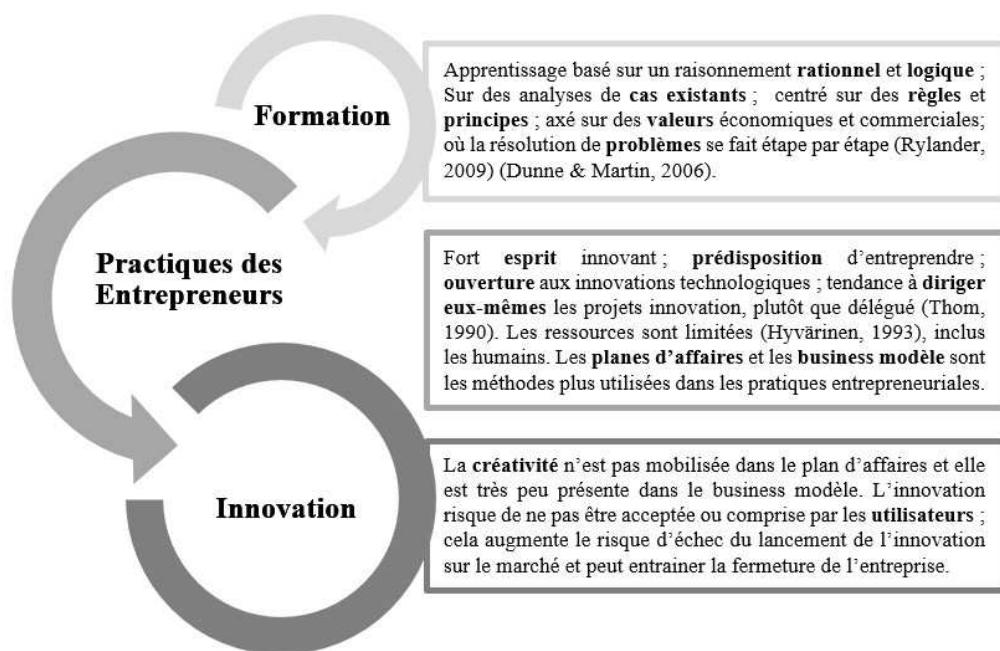 Formation
Apprentissage basé sur un raisonnement rationnel et logique ;
Sur des analyses de cas existants ; centré sur des règles et
principes ; axé sur des valeurs économiques et commerciales;
où la résolution de problèmes se fait étape par étape (Rylander,
2009) (Dunne & Martin, 2006).
Practiques des
Entrepreneurs
Fort esprit innovant ; prédisposition d’entreprendre ;
ouverture aux innovations technologiques ; tendance à diriger
eux-mêmes les projets innovation, plutôt que délégué (Thom,
1990). Les ressources sont limitées (Hyvärinen, 1993), inclus
les humains. Les planes d’affaires et les business modèle sont
les méthodes plus utilisées dans les pratiques entrepreneuriales.
Innovation
La créativité n’est pas mobilisée dans le plan d’affaires et elle
est très peu présente dans le business modèle. L’innovation
risque de ne pas être acceptée ou comprise par les utilisateurs ;
cela augmente le risque d’échec du lancement de l’innovation
sur le marché et peut entrainer la fermeture de l’entreprise.